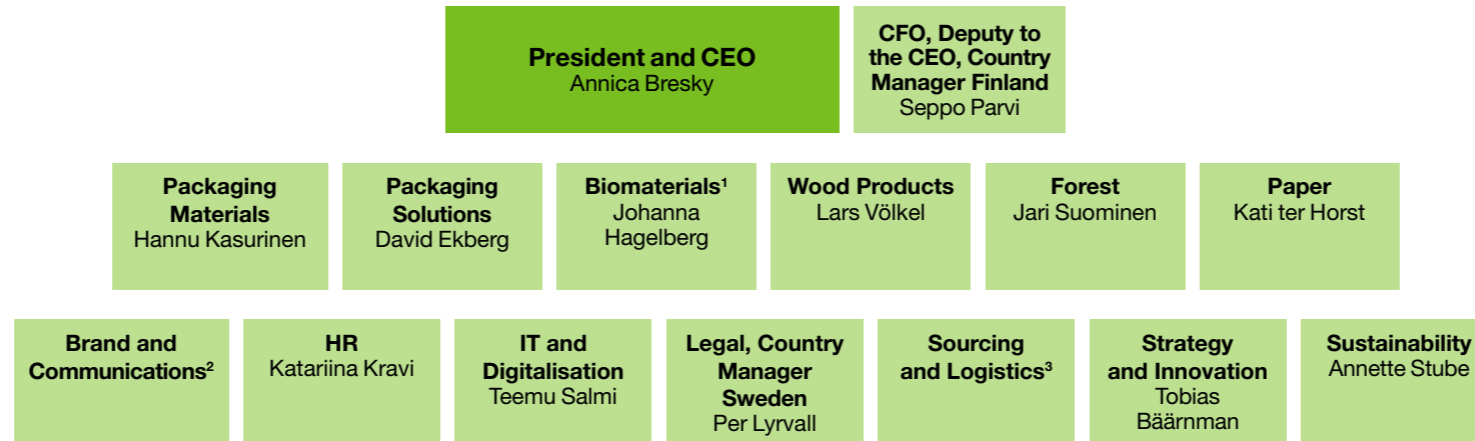 President and CEO
Annica Bresky
CFO, Deputy to
the CEO, Country
Manager Finland
Seppo Parvi
Packaging
Materials
Hannu Kasurinen
Packaging
Solutions
David Ekberg
Biomaterials¹
Johanna
Hagelberg
Wood Products
Lars Völkel
Forest
Jari Suominen
Paper
Kati ter Horst
Brand and
Communications²
HR
Katariina Kravi
IT and
Digitalisation
Teemu Salmi
Legal, Country
Manager
Sweden
Per Lyrvall
Sourcing
and Logistics³
Strategy
and Innovation
Tobias
Bäärnman
Sustainability
Annette Stube